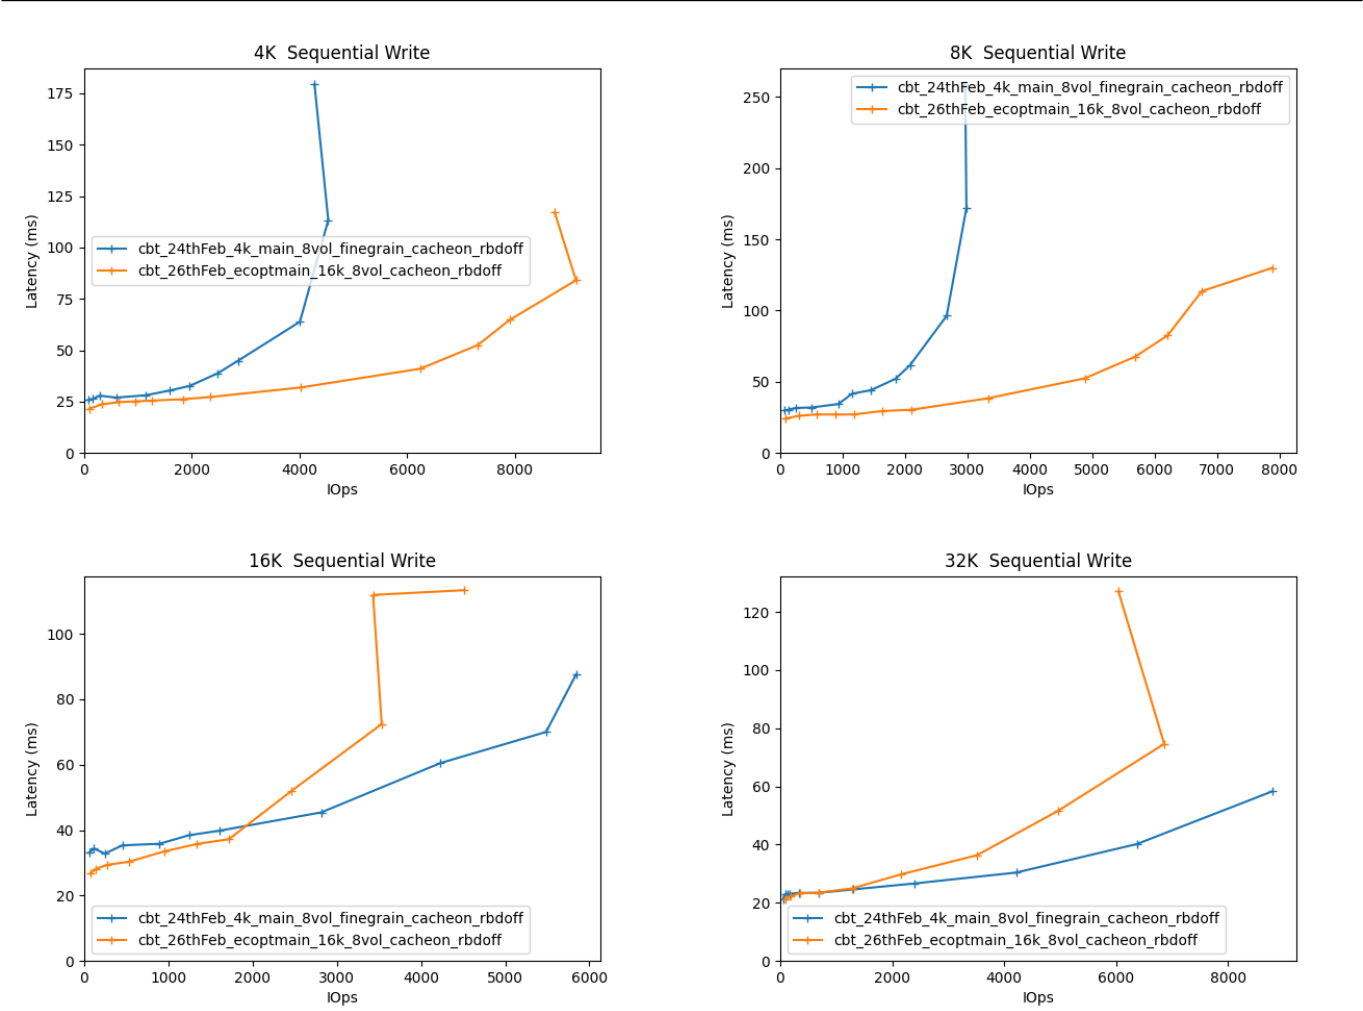 4K  Sequential Write
175
150
125
100
75
50
25
0
Latency (ms)
cbt_24thFeb_4k_main_8vol_finegrain_cacheon_rbdoff
cbt_26thFeb_ecoptmain_16k_8vol_cacheon_rbdoff
0 2000 4000 6000 8000
IOps
8K  Sequential Write
250
200
150
100
50
0
Latency (ms)
cbt_24thFeb_4k_main_8vol_finegrain_cacheon_rbdoff
cbt_26thFeb_ecoptmain_16k_8vol_cacheon_rbdoff
0 1000 2000 3000 4000 5000 6000 7000 8000
IOps
16K  Sequential Write
100
80
60
40
20
0
Latency (ms)
cbt_24thFeb_4k_main_8vol_finegrain_cacheon_rbdoff
cbt_26thFeb_ecoptmain_16k_8vol_cacheon_rbdoff
0 1000 2000 3000 4000 5000 6000
IOps
32K  Sequential Write
120
100
80
60
40
20
0
Latency (ms)
cbt_24thFeb_4k_main_8vol_finegrain_cacheon_rbdoff
cbt_26thFeb_ecoptmain_16k_8vol_cacheon_rbdoff
0 2000 4000 6000 8000
IOps